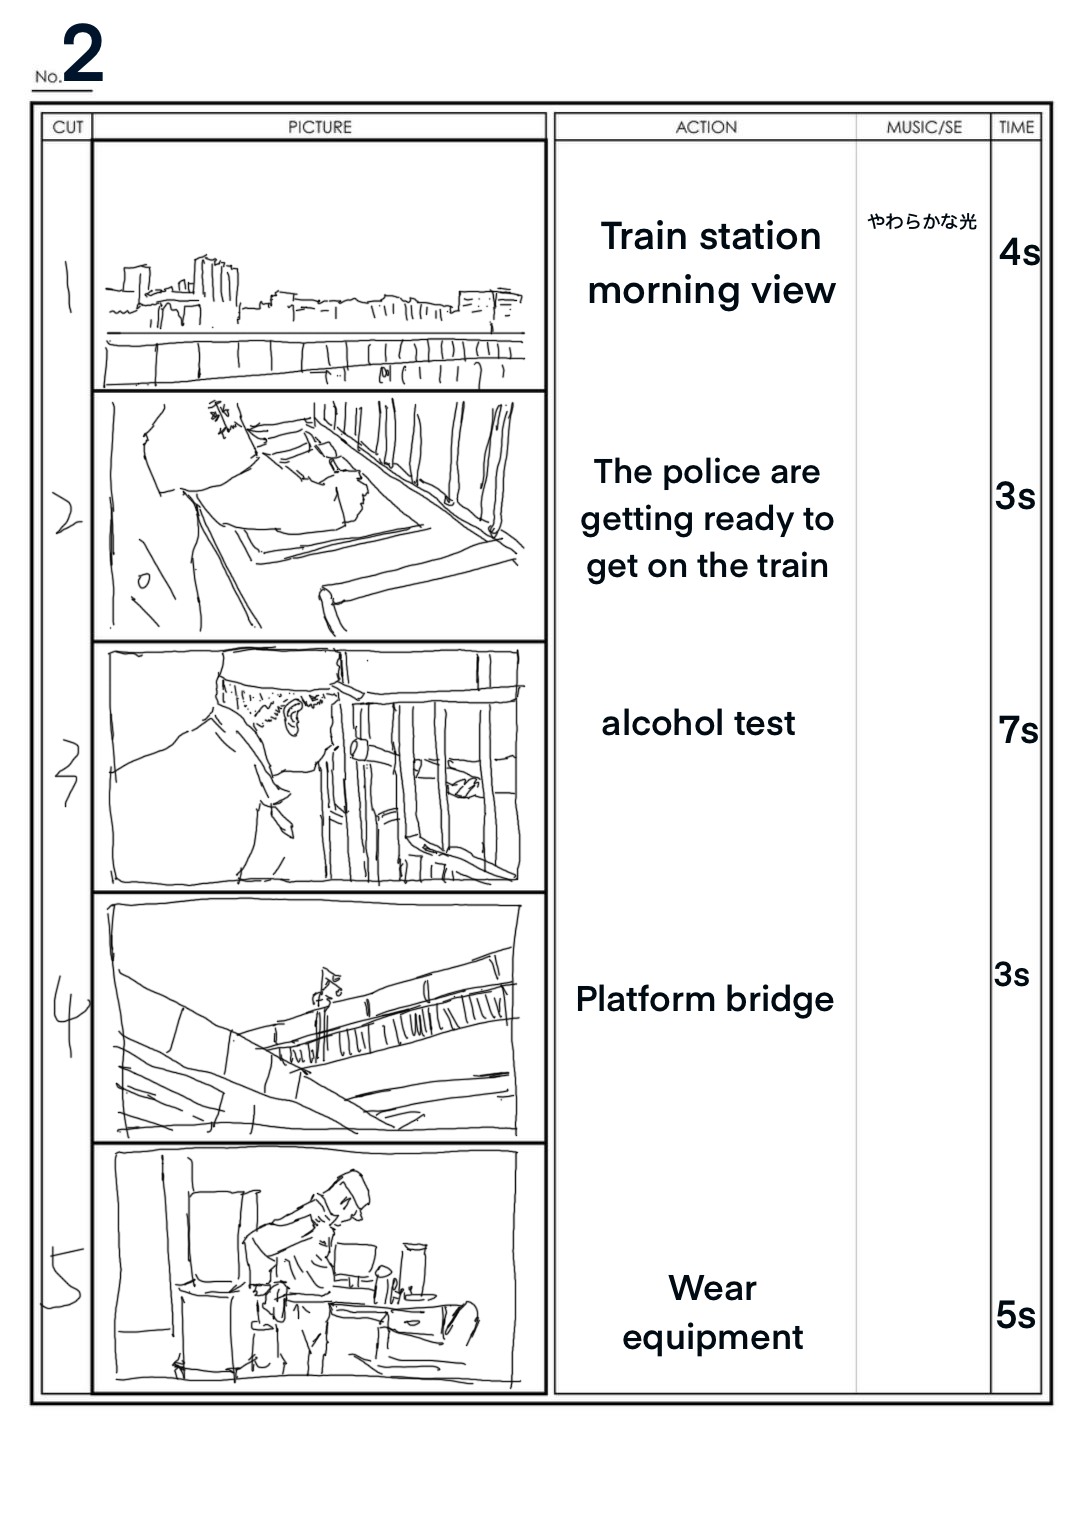 No.2
CUT PICTURE ACTION MUSIC/SE TIME
1
Train station
morning view
やわらかな光
4s
2
The police are
getting ready to
get on the train
3s
3
alcohol test
7s
4
Platform bridge
3s
5
Wear
equipment
5s